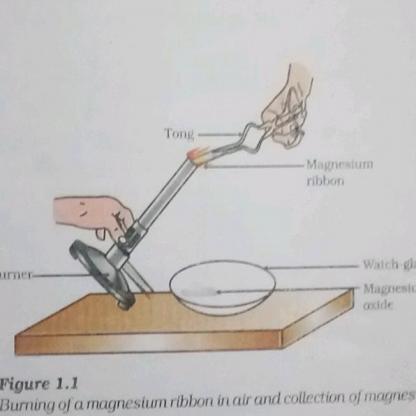 Tong
Magnesium
ribbon
urner
Watch-gla
Magnesiu
oxide
Figure 1.1
Burning of a magnesium ribbon in air and collection of magnes